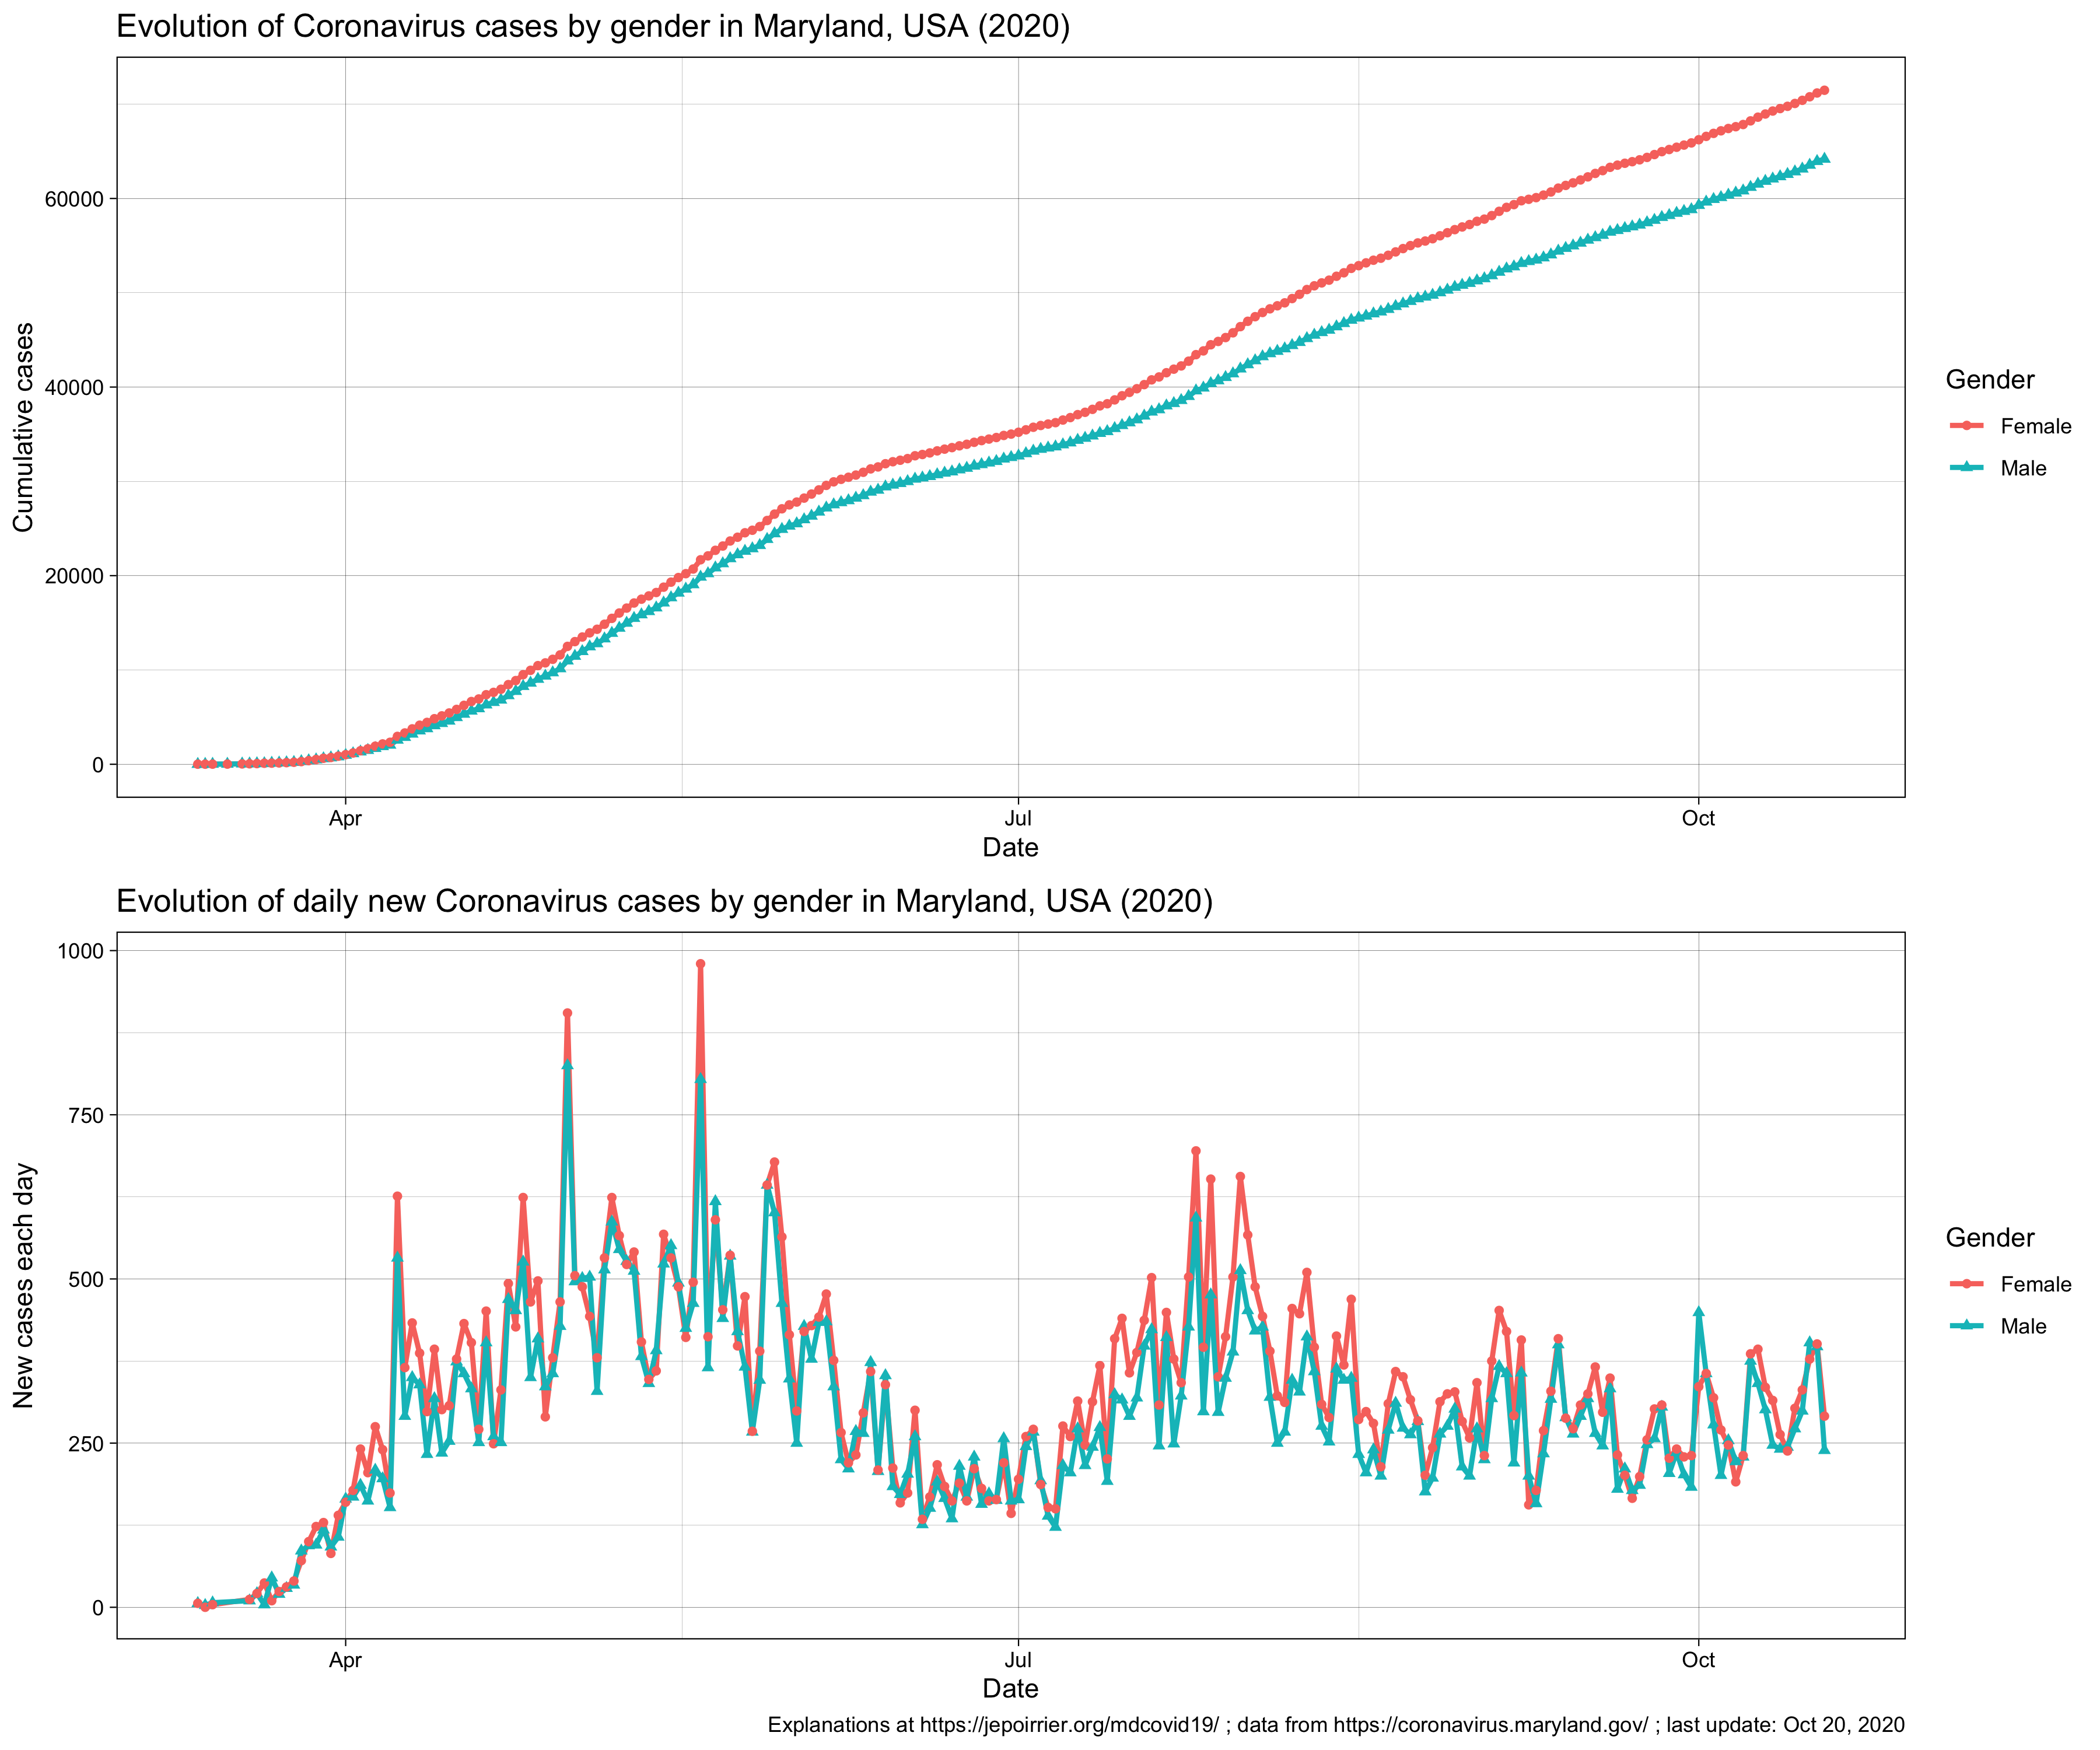 Evolution of Coronavirus cases by gender in Maryland, USA (2020)
60000
40000
20000
0
Cumulative cases
Apr
Jul
Oct
Date
Gender
Female
Male
Evolution of daily new Coronavirus cases by gender in Maryland, USA (2020)
1000
750
500
250
0
New cases each day
Apr
Jul
Oct
Date
Gender
Female
Male
Explanations at https://jepoirrier.org/mdcovid19/ ; data from https://coronavirus.maryland.gov/ ; last update: Oct 20, 2020